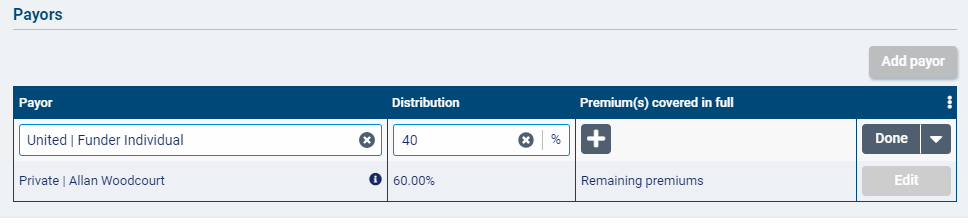 Payors
Add payor
Payor Distribution Premium(s) covered in full
United | Funder Individual 40 % Done
Private | Allan Woodcourt 60.00% Remaining premiums Edit